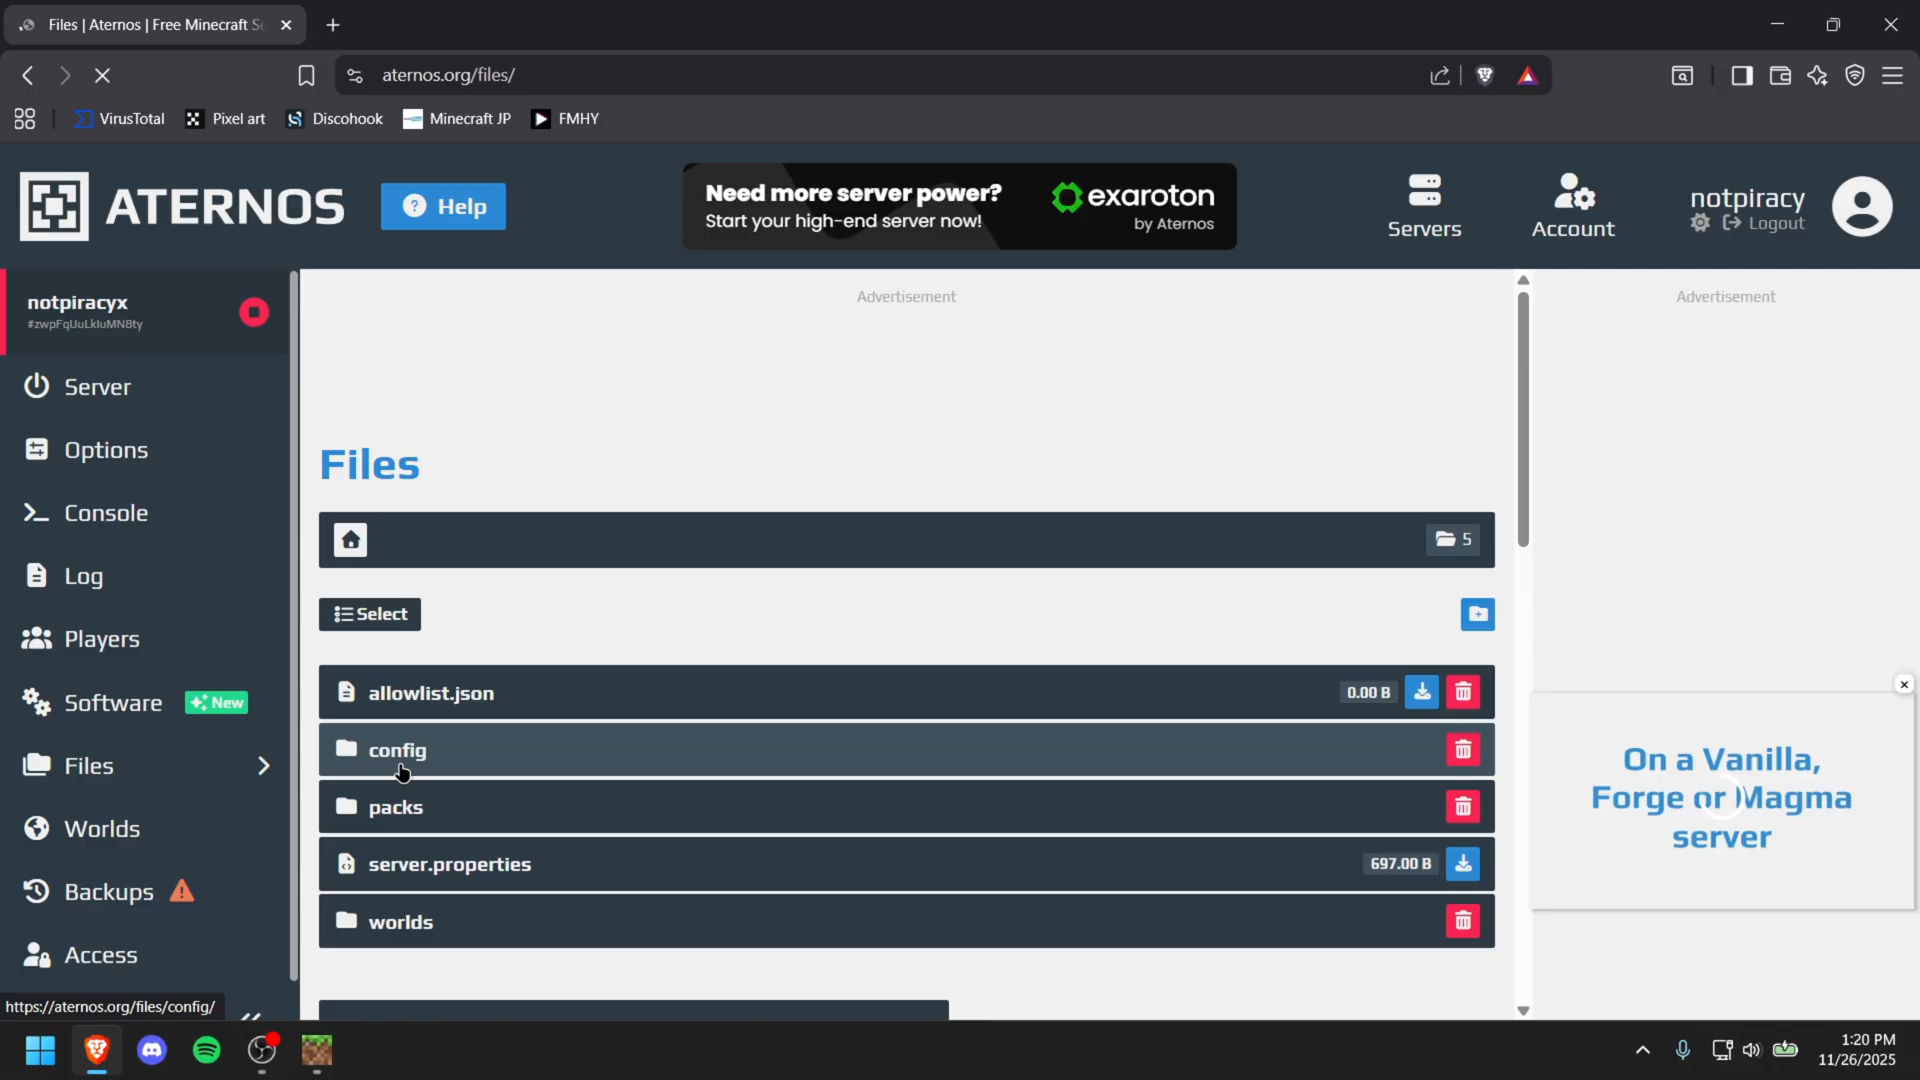 Files | Aternos | Free Minecraft Se
aternos.org/files/
VirusTotal
Pixel art
Discohook
Minecraft JP
FMHY
ATERNOS
Help
Need more server power?
Start your high-end server now!
exaroton
by Aternos
Servers
Account
notpiracy
Logout
notpiracyx
#zwpFqUuLkIuMN8ty
Server
Options
Console
Log
Players
Software
New
Files
Worlds
Backups
Access
https://aternos.org/files/config/
Advertisement
Files
5
Select
allowlist.json
0.00 B
config
packs
server.properties
697.00 B
worlds
Advertisement
On a Vanilla,
Forge or Magma
server
1:20 PM
11/26/2025